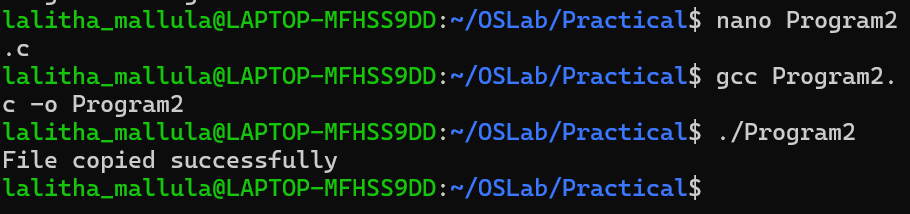 lalitha_mallula@LAPTOP-MFHSS9DD:~/OSLab/Practical$ nano Program2
.c
lalitha_mallula@LAPTOP-MFHSS9DD:~/OSLab/Practical$ gcc Program2.
c -o Program2
lalitha_mallula@LAPTOP-MFHSS9DD:~/OSLab/Practical$ ./Program2
File copied successfully
lalitha_mallula@LAPTOP-MFHSS9DD:~/OSLab/Practical$